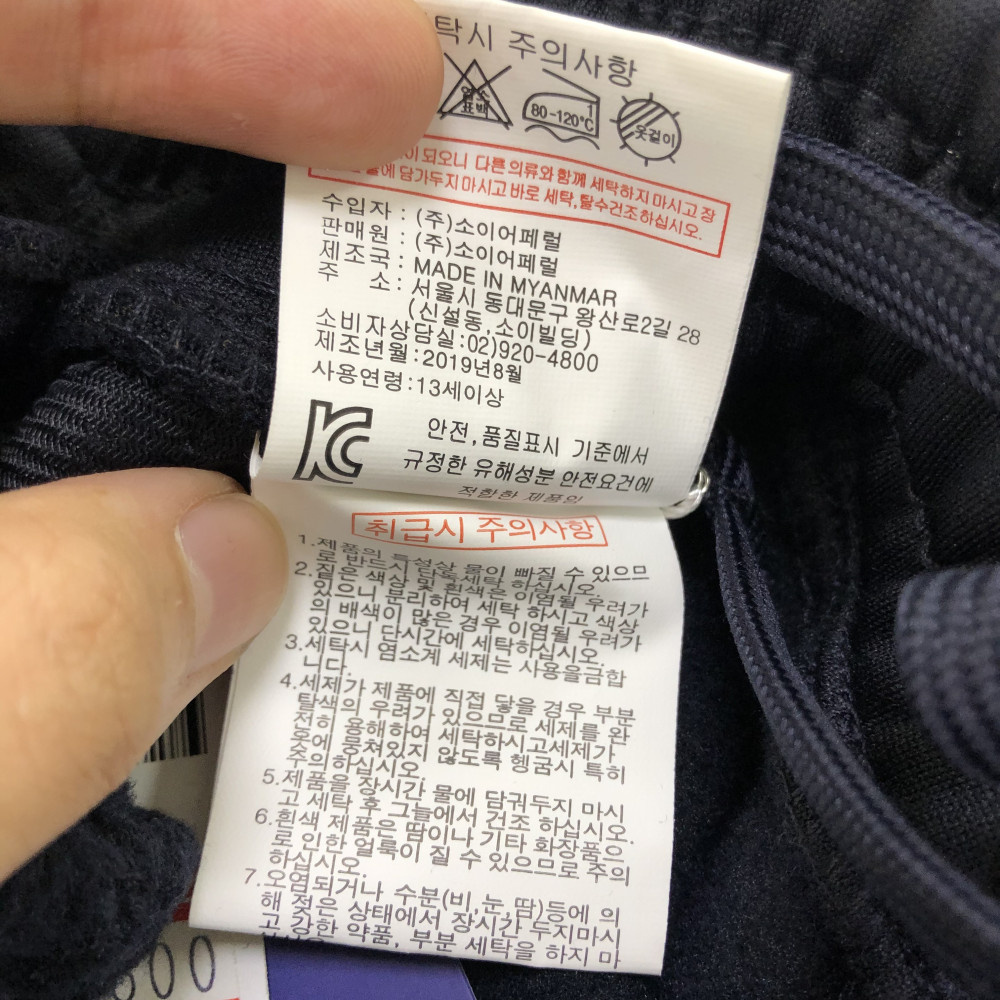 탁시 주의사항
염소
표백
80-120°C
1
옷걸이
이 되오니 다른 의류와 함께 세탁하지 마시고 장
물에 담가두지마시고 바로 세탁,탈수건조하십시오.
수입자 : (주)소이어페럴
판매원 : (주)소이어페럴
제조국 : MADE IN MYANMAR
주 소: 서울시 동대문구 왕산로2길 28
(신설동,소이빌딩)
소비자상담실:02)920-4800
제조년월:2019년8월
사용연령:13세이상
안전,품질표시 기준에서
규정한 유해성분 안전요건에
적합한 제품임
취급시 주의사항
1.제품의 특성상 물이 빠질 수 있으므
로 반드시 단독세탁 하십시오.
2.짙은 색상 및 흰색은 이염될 우려가
있으니 분리하여 세탁 하시고 색상
의 배색이 많은 경우 이염될 우려가
있으니 단시간에 세탁하십시오.
3.세탁시 염소계 세제는 사용을금합
니다.
4.세제가 제품에 직접 닿을 경우 부분
탈색의 우려가 있으므로 세제를 완
전히 용해하여 세탁하시고세제가
혼에 뭉쳐있지 않도록 헹굼시 특히
주의 하십시오.
5.제품을 장시간 물에 담궈두지 마시
고 세탁 후 그늘에서 건조 하십시오.
6.흰색 제품은 땀이나 기타 화장품으
로 인한 얼룩이 질 수 있으므로 주의
하십시오.
7.오염되거나 수분(비,눈,땀)등에 의
해 젖은 상태에서 장시간 두지마시
고 강한 약품, 부분 세탁을 하지 마
00